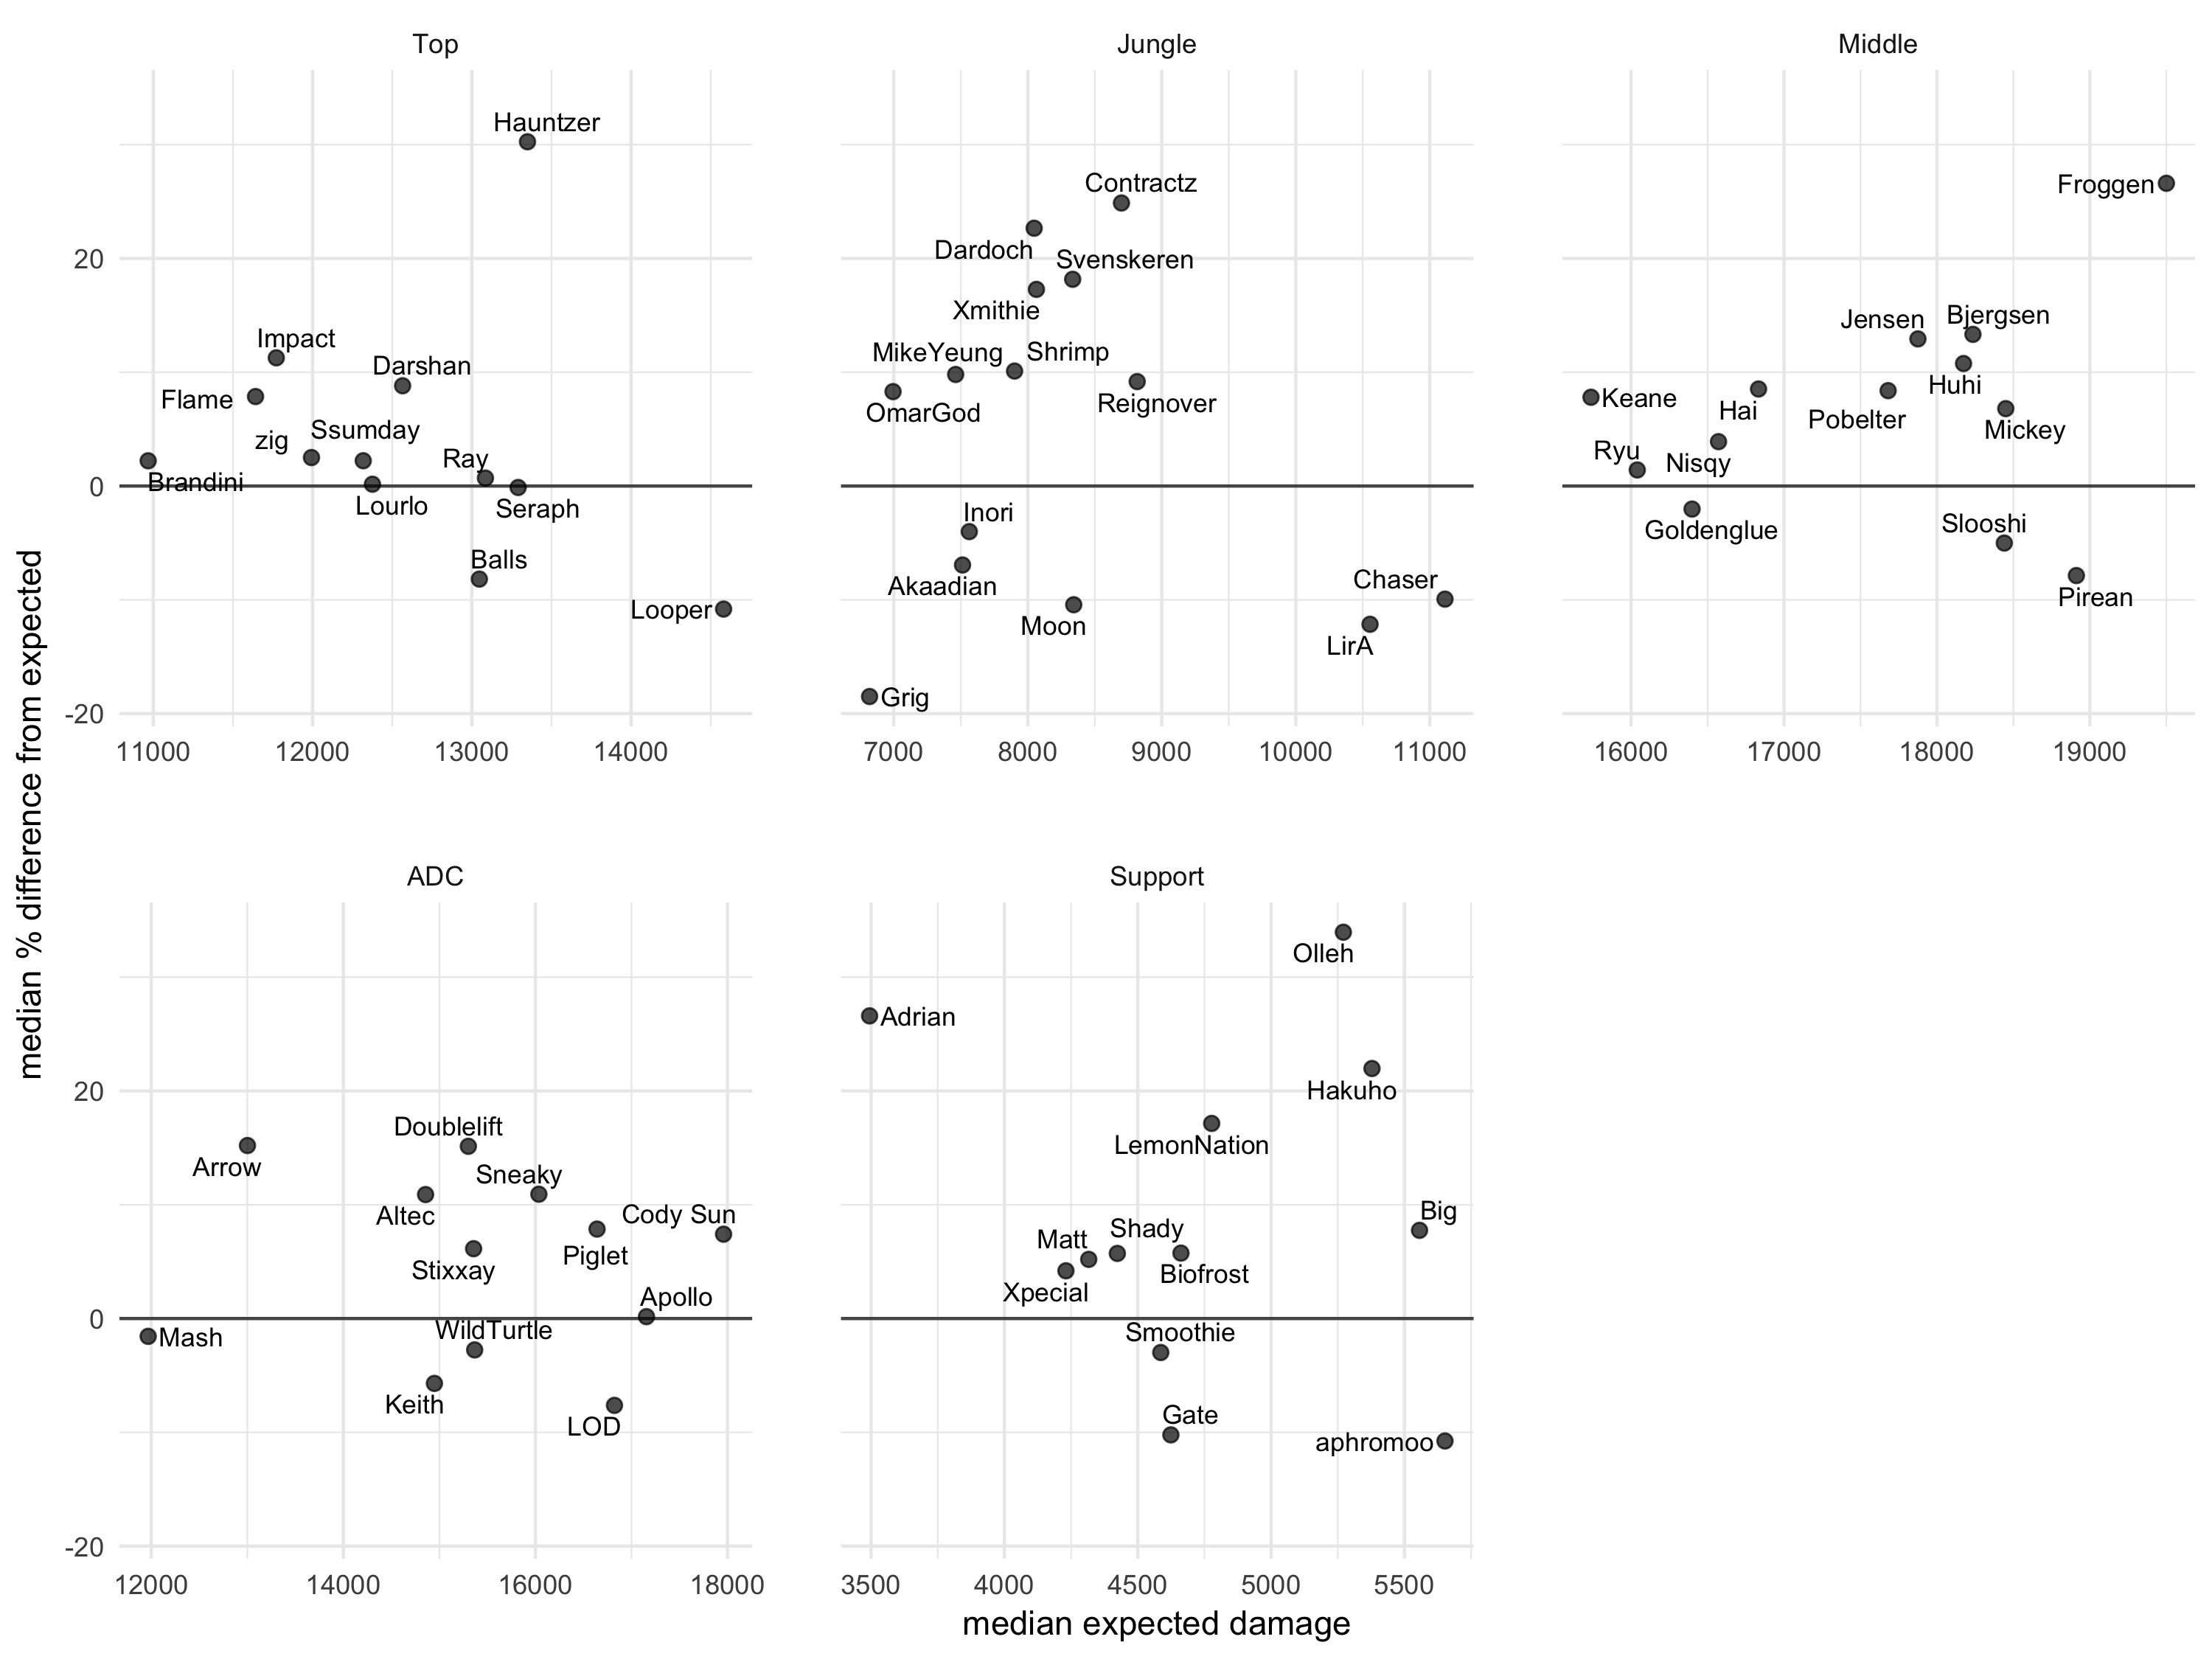 Top
Jungle
Middle
Hauntzer
Impact
Darshan
Flame
Ssumday
zig
Ray
Brandini
Lourlo
Seraph
Balls
Looper
Contractz
Dardoch
Svenskeren
Xmithie
MikeYeung
Shrimp
OmarGod
Reignover
Inori
Akaadian
Chaser
Moon
LirA
Grig
Froggen
Jensen
Bjergsen
Huhi
Keane
Hai
Pobelter
Mickey
Ryu
Nisqy
Goldenglue
Slooshi
Pirean
20
0
-20
11000 12000 13000 14000
7000 8000 9000 10000 11000
16000 17000 18000 19000
median % difference from expected
ADC
Support
Doublelift
Arrow
Sneaky
Altec
Cody Sun
Piglet
Stixxay
Apollo
Mash
WildTurtle
Keith
LOD
Olleh
Adrian
Hakuho
LemonNation
Big
Matt
Shady
Xpecial
Biofrost
Smoothie
Gate
aphromoo
20
0
-20
12000 14000 16000 18000
3500 4000 4500 5000 5500
median expected damage